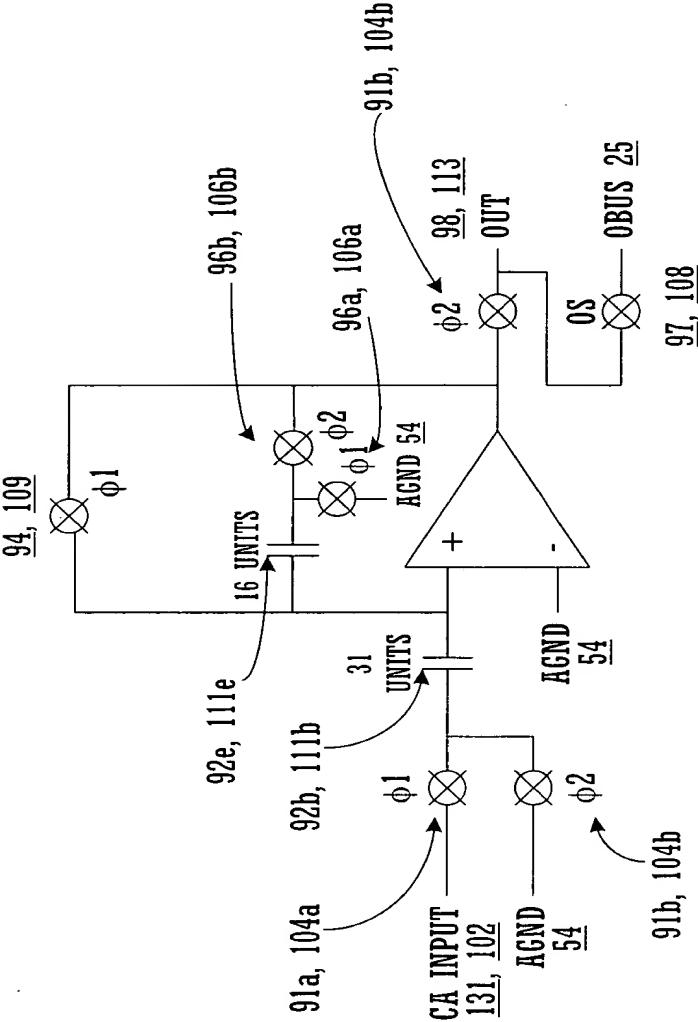 94, 109
ϕ1
96b, 106b
91b, 104b
98, 113
OUT
ϕ2
96a, 106a
16 UNITS
ϕ2
ϕ1
AGND 54
OS
OBUS 25
97, 108
92e, 111e
31
UNITS
+
-
92b, 111b
AGND
54
ϕ1
91a, 104a
CA INPUT
131, 102
ϕ2
AGND
54
91b, 104b